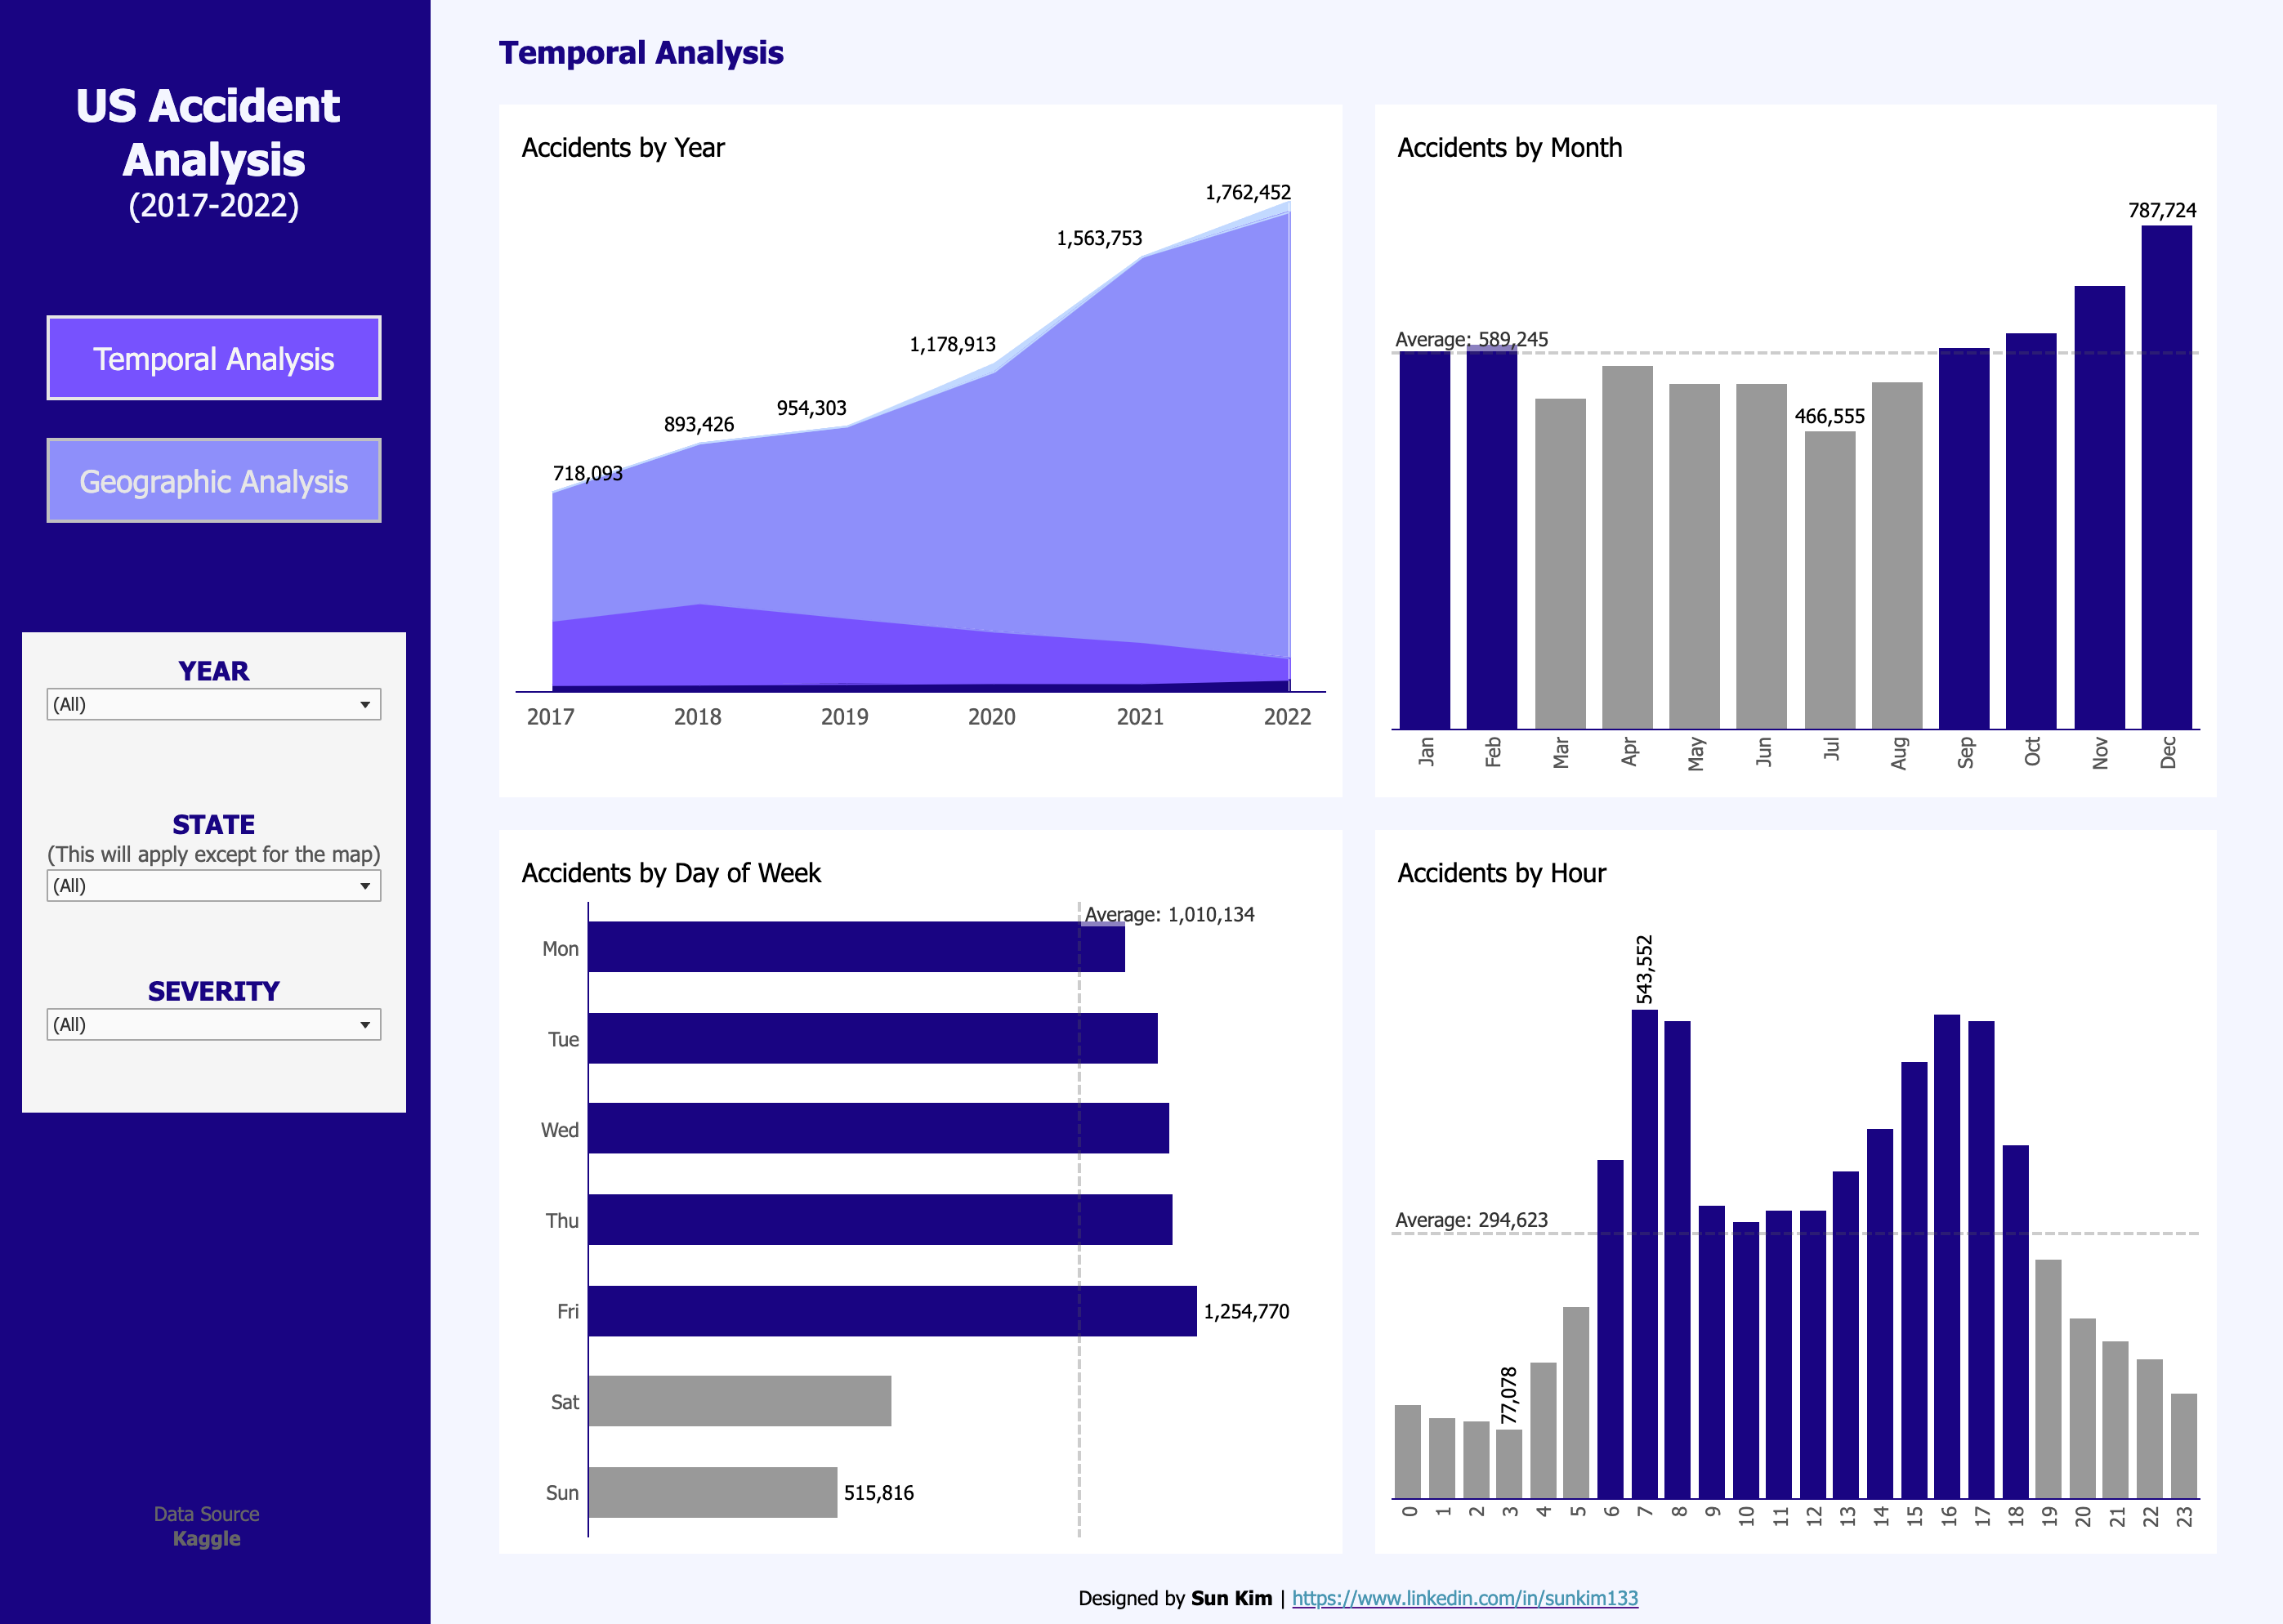 US Accident
Analysis
(2017-2022)
Temporal Analysis
Geographic Analysis
YEAR
(All)
STATE
(This will apply except for the map)
(All)
SEVERITY
(All)
Data Source
Kaggle
Temporal Analysis
Accidents by Year
718,093
893,426
954,303
1,178,913
1,563,753
1,762,452
2017 2018 2019 2020 2021 2022
Accidents by Month
787,724
Average: 589,245
466,555
Jan Feb Mar Apr May Jun Jul Aug Sep Oct Nov Dec
Accidents by Day of Week
Average: 1,010,134
Mon
Tue
Wed
Thu
Fri 1,254,770
Sat
Sun 515,816
Accidents by Hour
543,552
Average: 294,623
77,078
0 1 2 3 4 5 6 7 8 9 10 11 12 13 14 15 16 17 18 19 20 21 22 23
Designed by Sun Kim | https://www.linkedin.com/in/sunkim133